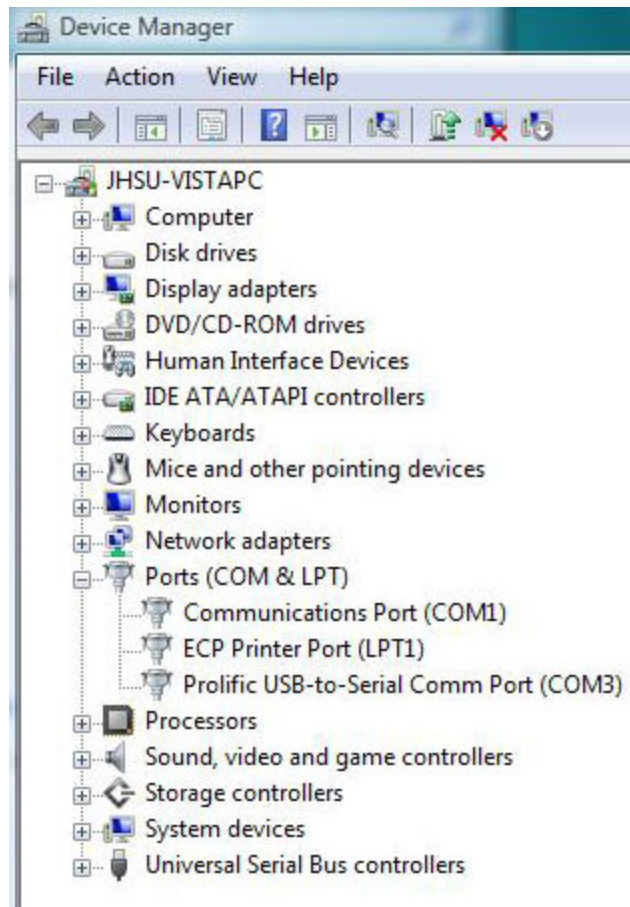 Device Manager
File Action View Help
JHSU-VISTAPC
Computer
Disk drives
Display adapters
DVD/CD-ROM drives
Human Interface Devices
IDE ATA/ATAPI controllers
Keyboards
Mice and other pointing devices
Monitors
Network adapters
Ports (COM & LPT)
Communications Port (COM1)
ECP Printer Port (LPT1)
Prolific USB-to-Serial Comm Port (COM3)
Processors
Sound, video and game controllers
Storage controllers
System devices
Universal Serial Bus controllers